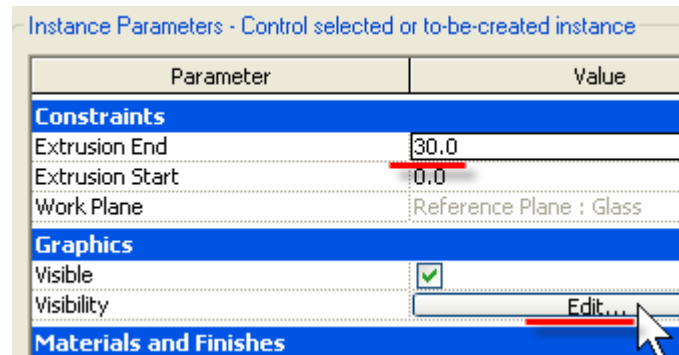 Instance Parameters - Control selected or to-be-created instance
Parameter Value
Constraints
Extrusion End 30.0
Extrusion Start 0.0
Work Plane Reference Plane : Glass
Graphics
Visible
Visibility Edit...
Materials and Finishes